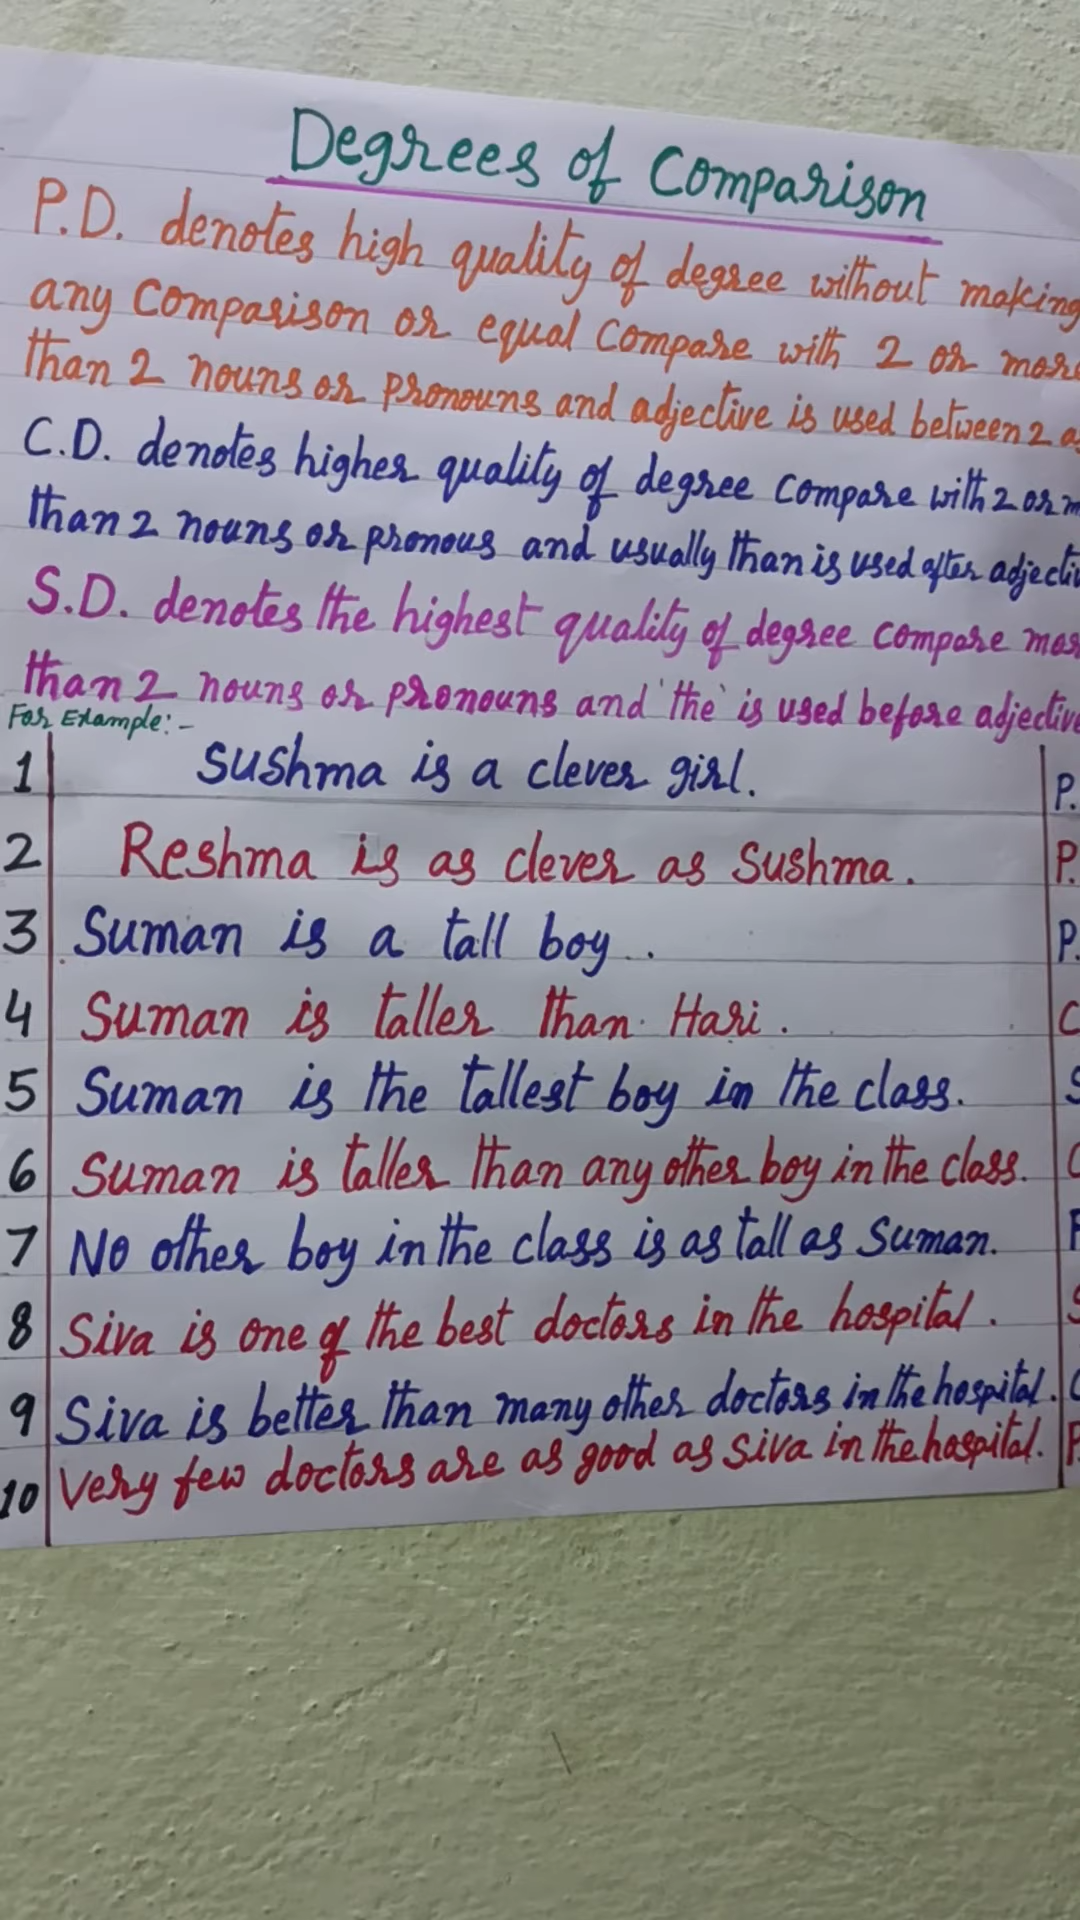 Degrees of Comparison
P.D. denotes high quality of degree without making
any Comparison or equal Compare with 2 or more
than 2 nouns or pronouns and adjective is used between 2 as
C.D. denotes higher quality of degree compare with 2 or m
than 2 nouns or pronous and usually than is used after adjectiv
S.D. denotes the highest quality of degree compare mor
than 2 nouns or pronouns and 'the' is used before adjective
For Example:-
1 Sushma is a clever girl. P.
2 Reshma is as clever as Sushma. P.
3 Suman is a tall boy. P.
4 Suman is taller than Hari. C
5 Suman is the tallest boy in the class. S
6 Suman is taller than any other boy in the class. C
7 No other boy in the class is as tall as Suman. P
8 Siva is one of the best doctors in the hospital. S
9 Siva is better than many other doctors in the hospital. C
10 Very few doctors are as good as Siva in the hospital. P